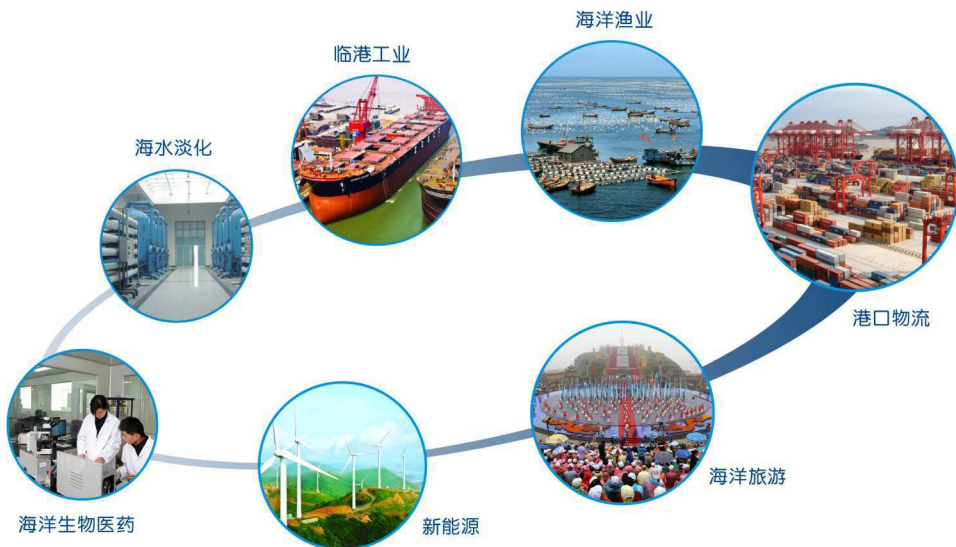 海洋渔业
临港工业
海水淡化
港口物流
海洋旅游
新能源
海洋生物医药